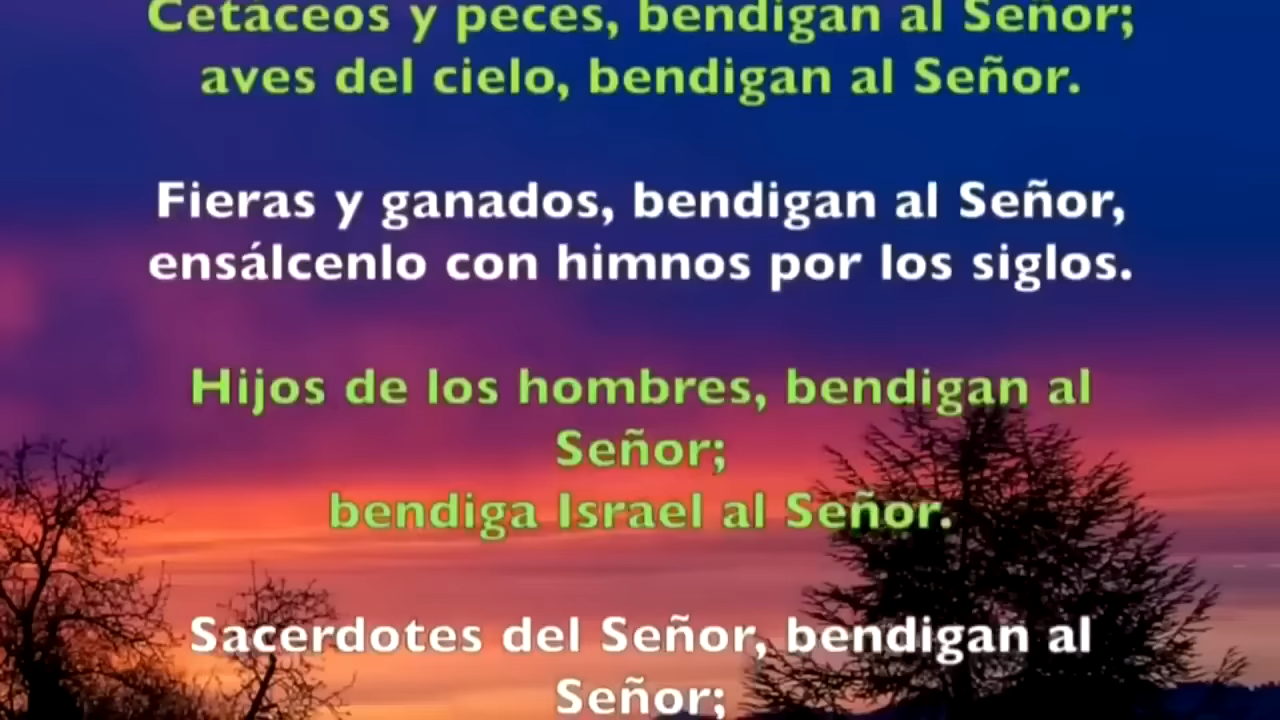 Cetáceos y peces, bendigan al Señor;
aves del cielo, bendigan al Señor.
Fieras y ganados, bendigan al Señor,
ensálcenlo con himnos por los siglos.
Hijos de los hombres, bendigan al
Señor;
bendiga Israel al Señor.
Sacerdotes del Señor, bendigan al
Señor;